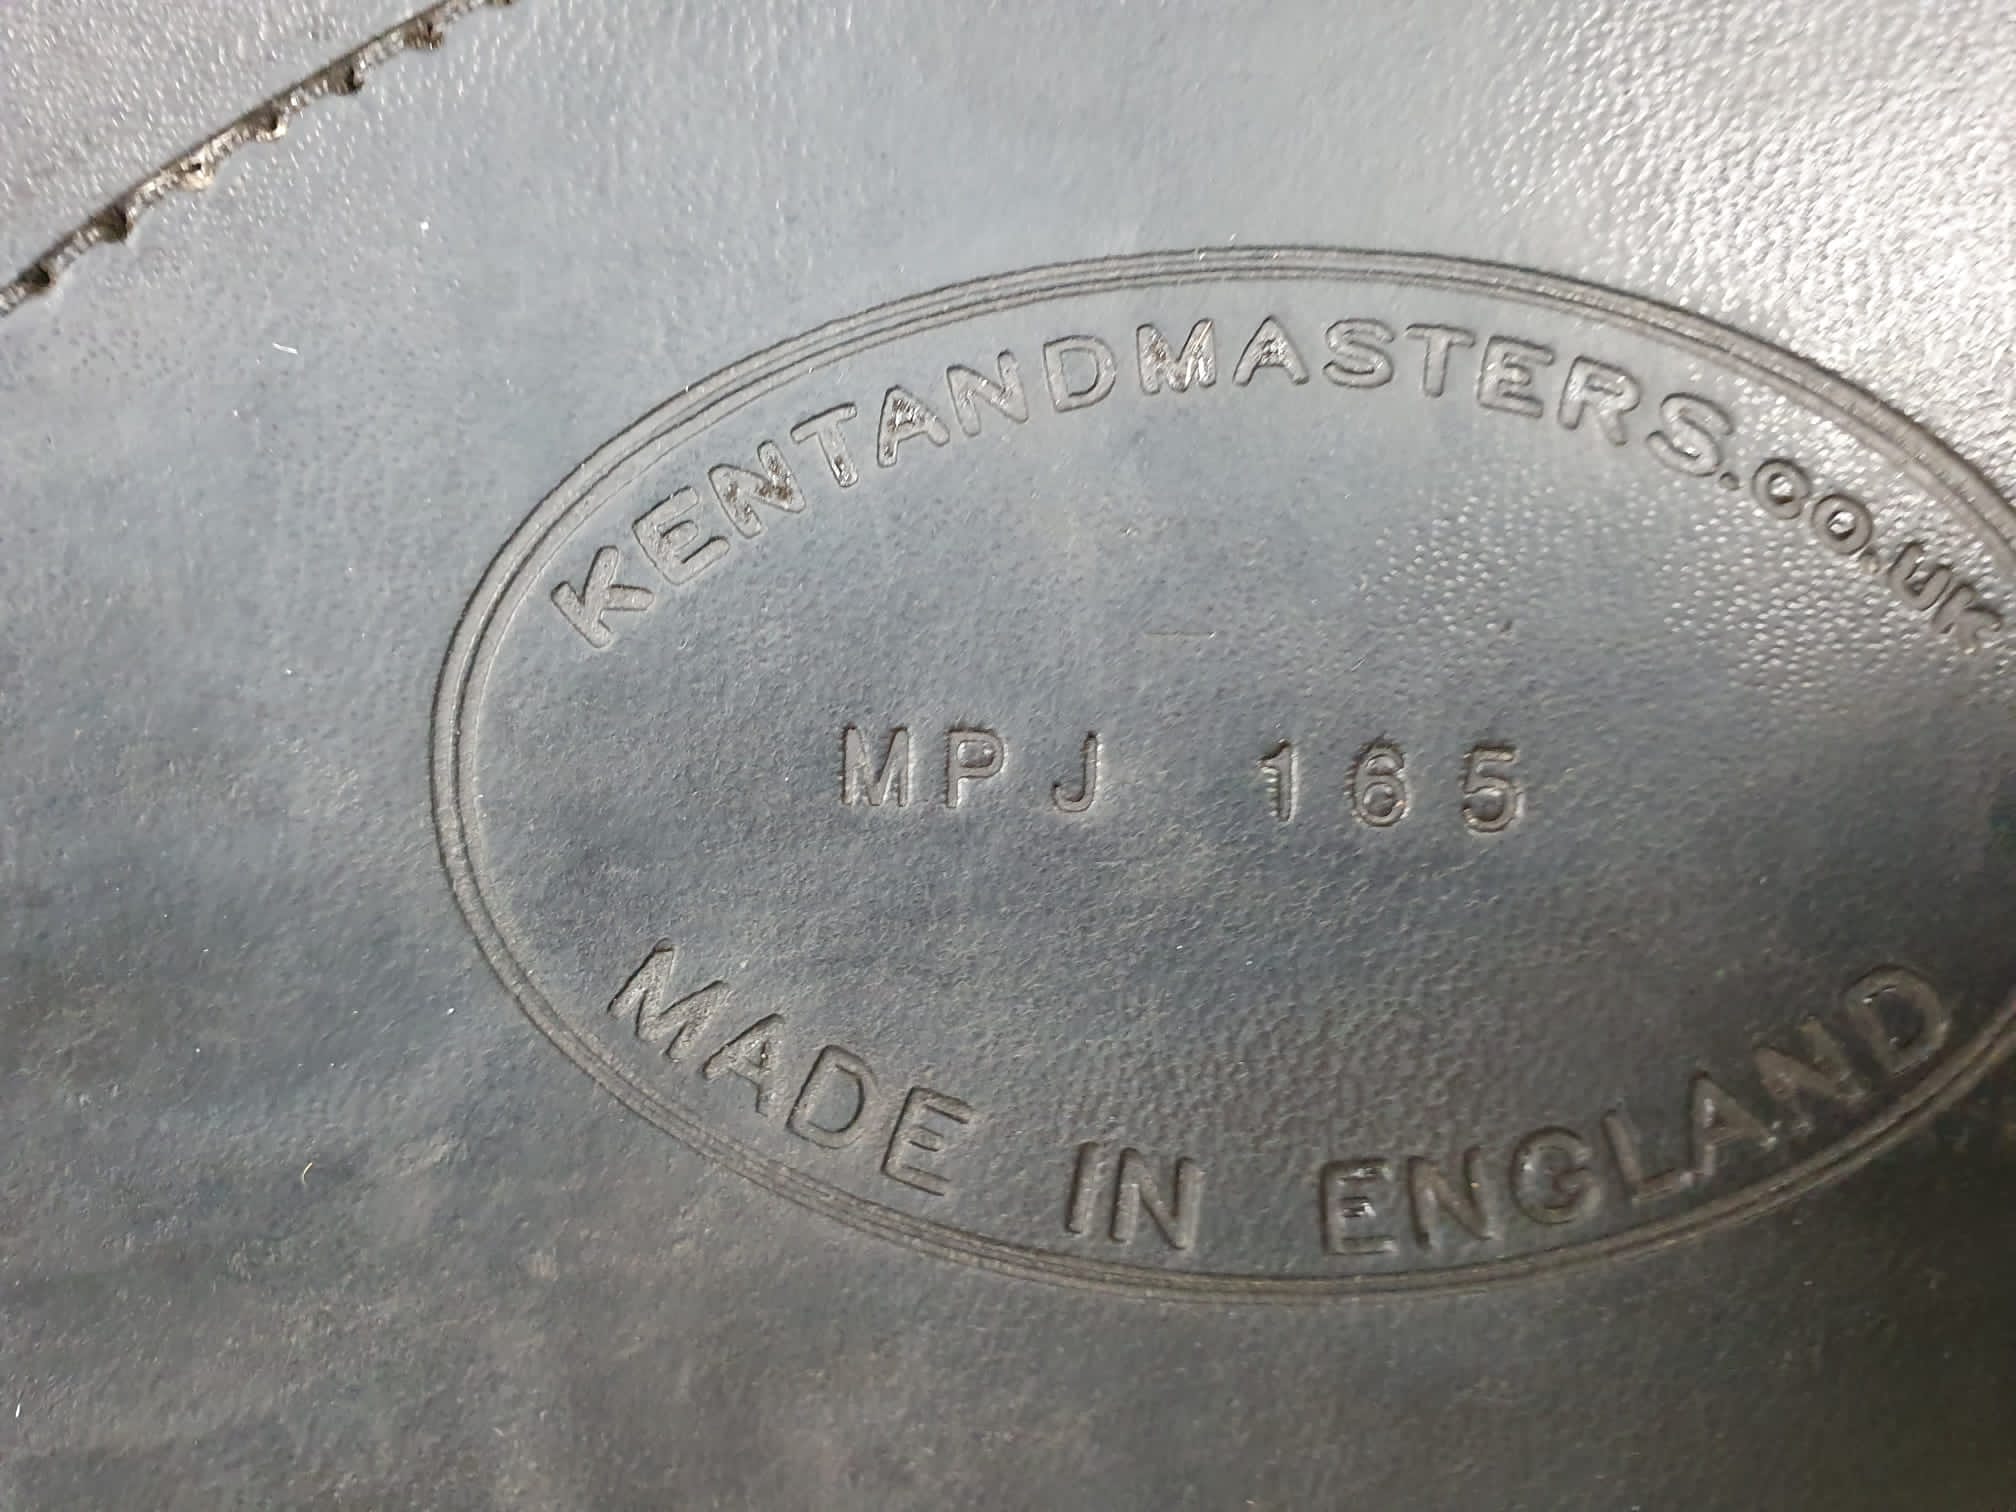 KENTANDMASTERS.co.uk
MPJ 165
MADE IN ENGLAND